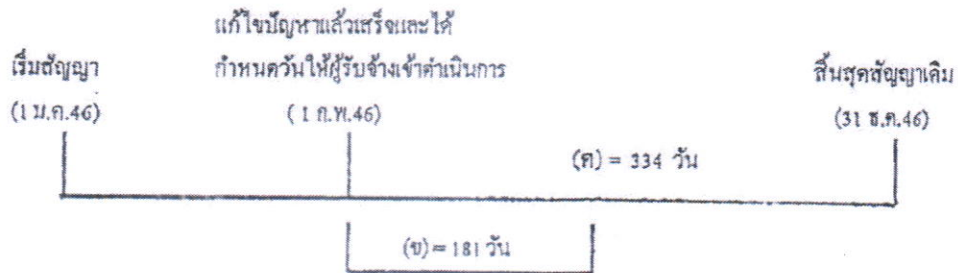 แก้ไขปัญหาแล้วเสร็จและได้
เริ่มสัญญา
กำหนดวันให้ผู้รับจ้างเข้าดำเนินการ
สิ้นสุดสัญญาเดิม
(1 ม.ค.46)
( 1 ก.พ.46)
(31 ธ.ค.46)
(ค) = 334 วัน
(ข) = 181 วัน